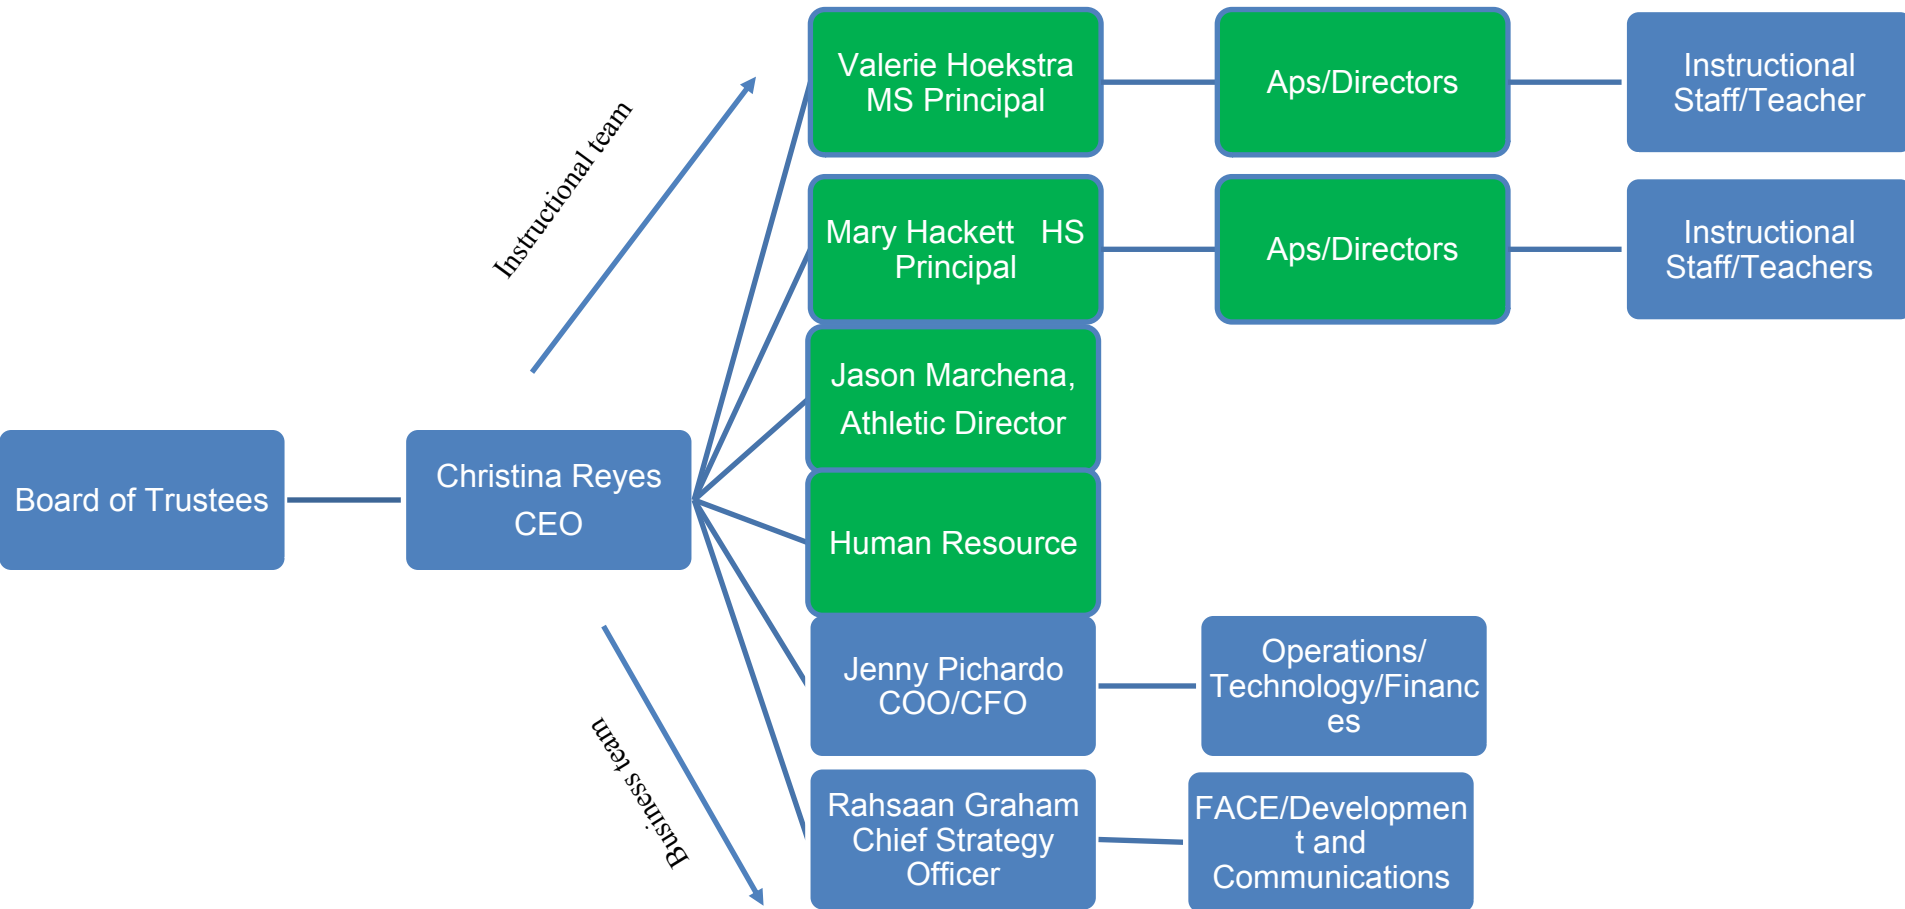 Valerie Hoekstra
MS Principal
Aps/Directors
Instructional
Staff/Teacher
Instructional team
Mary Hackett   HS
Principal
Aps/Directors
Instructional
Staff/Teachers
Jason Marchena,
Athletic Director
Board of Trustees
Christina Reyes
CEO
Human Resource
Business team
Jenny Pichardo
COO/CFO
Operations/
Technology/Financ
es
Rahsaan Graham
Chief Strategy
Officer
FACE/Developmen
t and
Communications